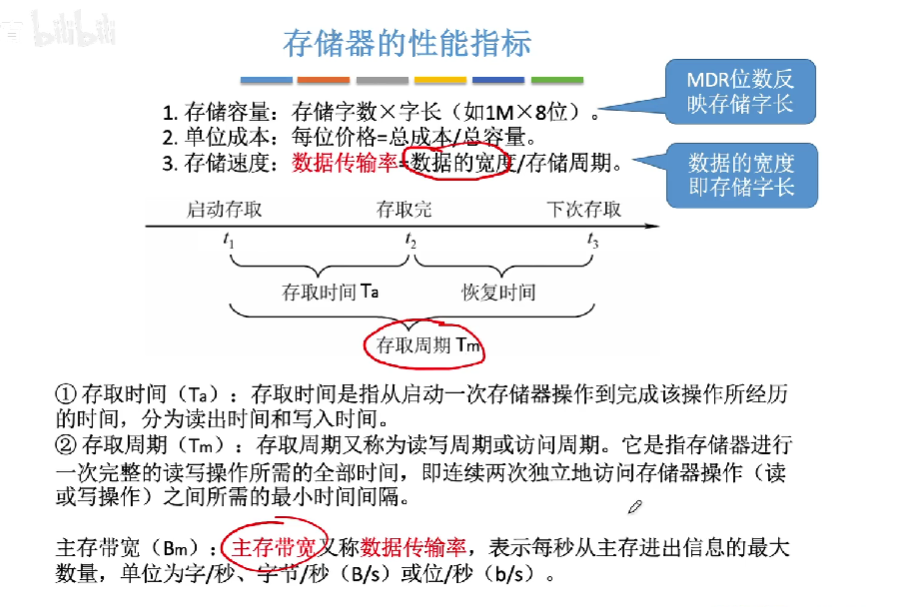 bilibili
存储器的性能指标
1. 存储容量：存储字数×字长（如1M×8位）。
MDR位数反
映存储字长
2. 单位成本：每位价格=总成本/总容量。
3. 存储速度：数据传输率=数据的宽度/存储周期。
数据的宽度
即存储字长
启动存取 存取完 下次存取
t1 t2 t3
存取时间 Ta 恢复时间
存取周期 Tm
① 存取时间（Ta）：存取时间是指从启动一次存储器操作到完成该操作所经历
的时间，分为读出时间和写入时间。
② 存取周期（Tm）：存取周期又称为读写周期或访问周期。它是指存储器进行
一次完整的读写操作所需的全部时间，即连续两次独立地访问存储器操作（读
或写操作）之间所需的最小时间间隔。
主存带宽（Bm）：主存带宽又称数据传输率，表示每秒从主存进出信息的最大
数量，单位为字/秒、字节/秒（B/s）或位/秒（b/s）。